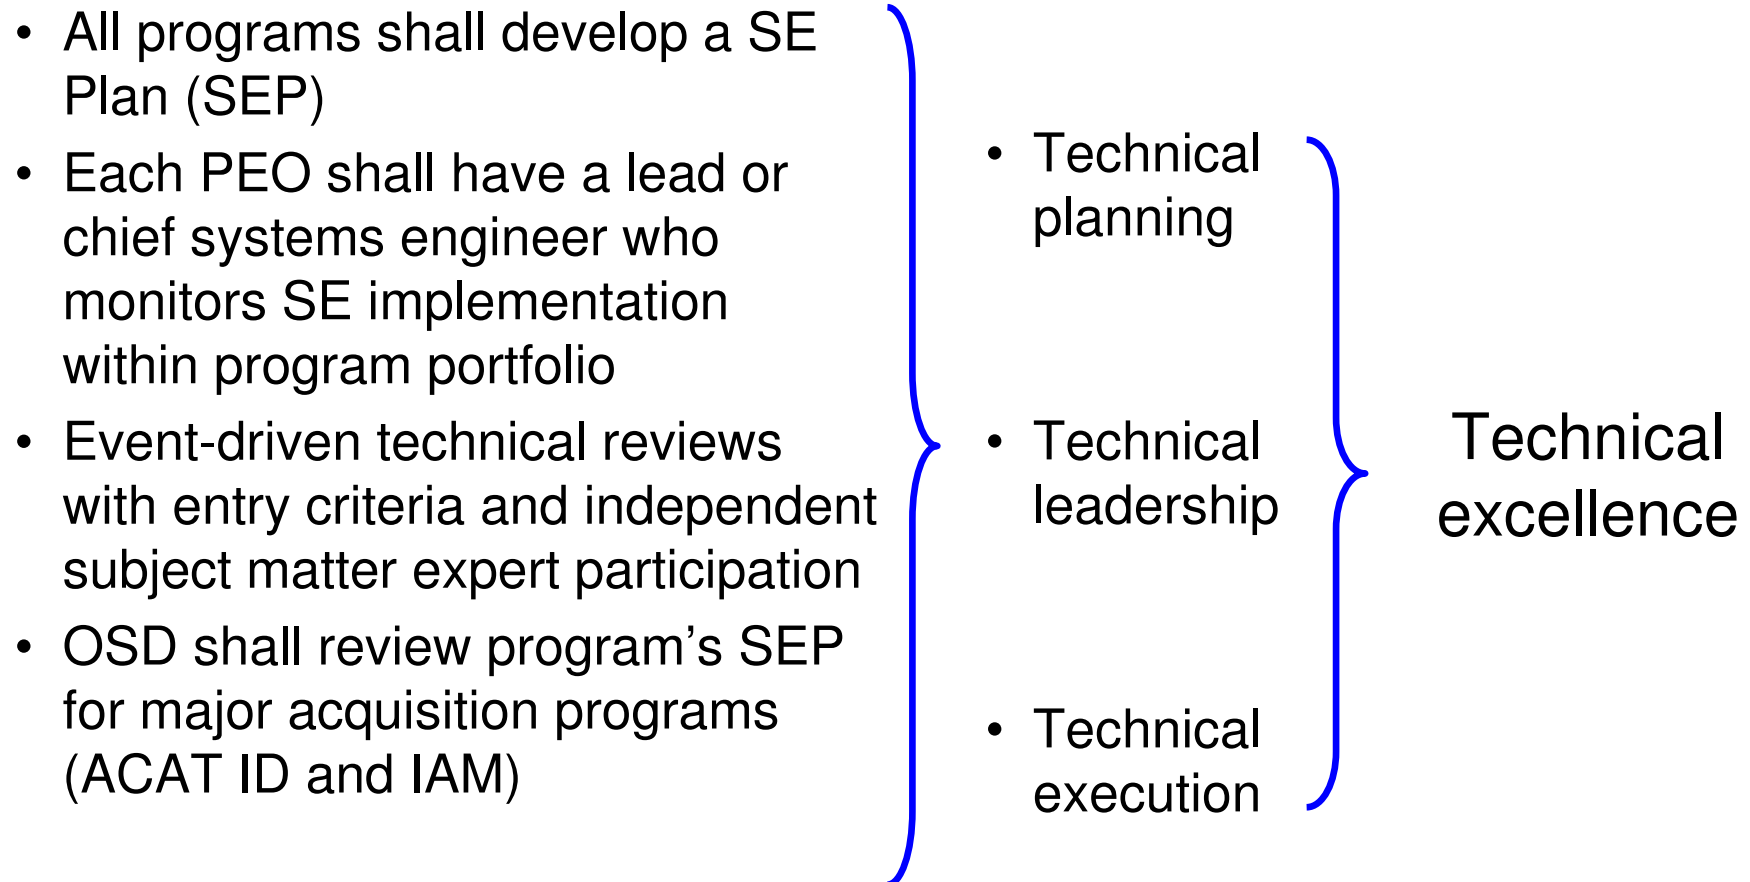 • All programs shall develop a SE
Plan (SEP)
• Each PEO shall have a lead or
chief systems engineer who
monitors SE implementation
within program portfolio
• Event-driven technical reviews
with entry criteria and independent
subject matter expert participation
• OSD shall review program’s SEP
for major acquisition programs
(ACAT ID and IAM)
• Technical
planning
• Technical
leadership
• Technical
execution
Technical
excellence